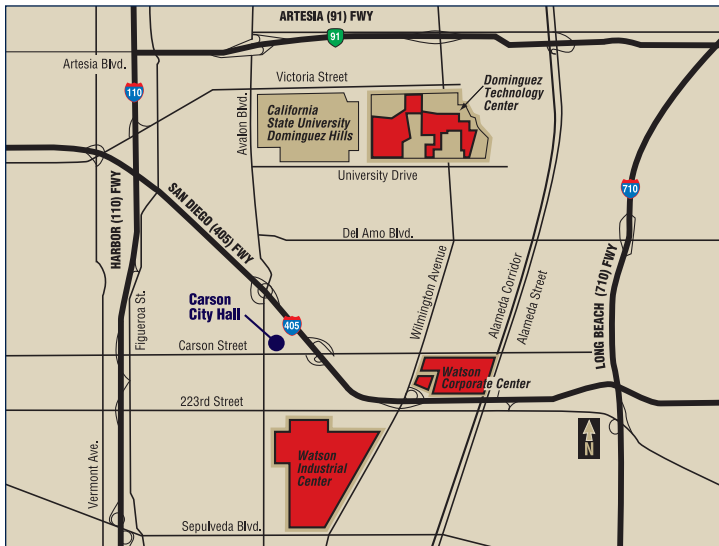 ARTESIA (91) FWY
91
Artesia Blvd.
Victoria Street
110
Avalon Blvd.
California
State University
Dominguez Hills
Dominguez
Technology
Center
University Drive
710
HARBOR (110) FWY
SAN DIEGO (405) FWY
Del Amo Blvd.
Wilmington Avenue
Alameda Corridor
Alameda Street
LONG BEACH (710) FWY
Figueroa St.
Carson
City Hall
405
Carson Street
Watson
Corporate Center
223rd Street
N
Vermont Ave.
Watson
Industrial
Center
Sepulveda Blvd.